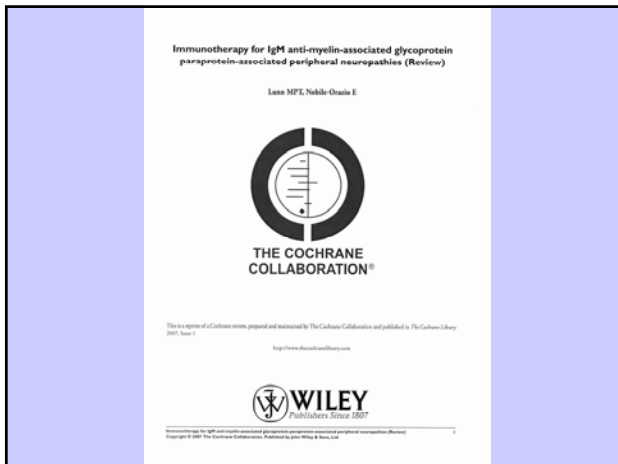 Immunotherapy for IgM anti-myelin-associated glycoprotein
paraprotein-associated peripheral neuropathies (Review)
Lunn MPT, Nobile-Orazio E
THE COCHRANE
COLLABORATION®
This is a reprint of a Cochrane review, prepared and maintained by The Cochrane Collaboration and published in The Cochrane Library
2007, Issue 1
http://www.thecochranelibrary.com
WILEY
Publishers Since 1807
Immunotherapy for IgM anti-myelin-associated glycoprotein paraprotein-associated peripheral neuropathies (Review)
Copyright © 2007 The Cochrane Collaboration. Published by John Wiley & Sons, Ltd